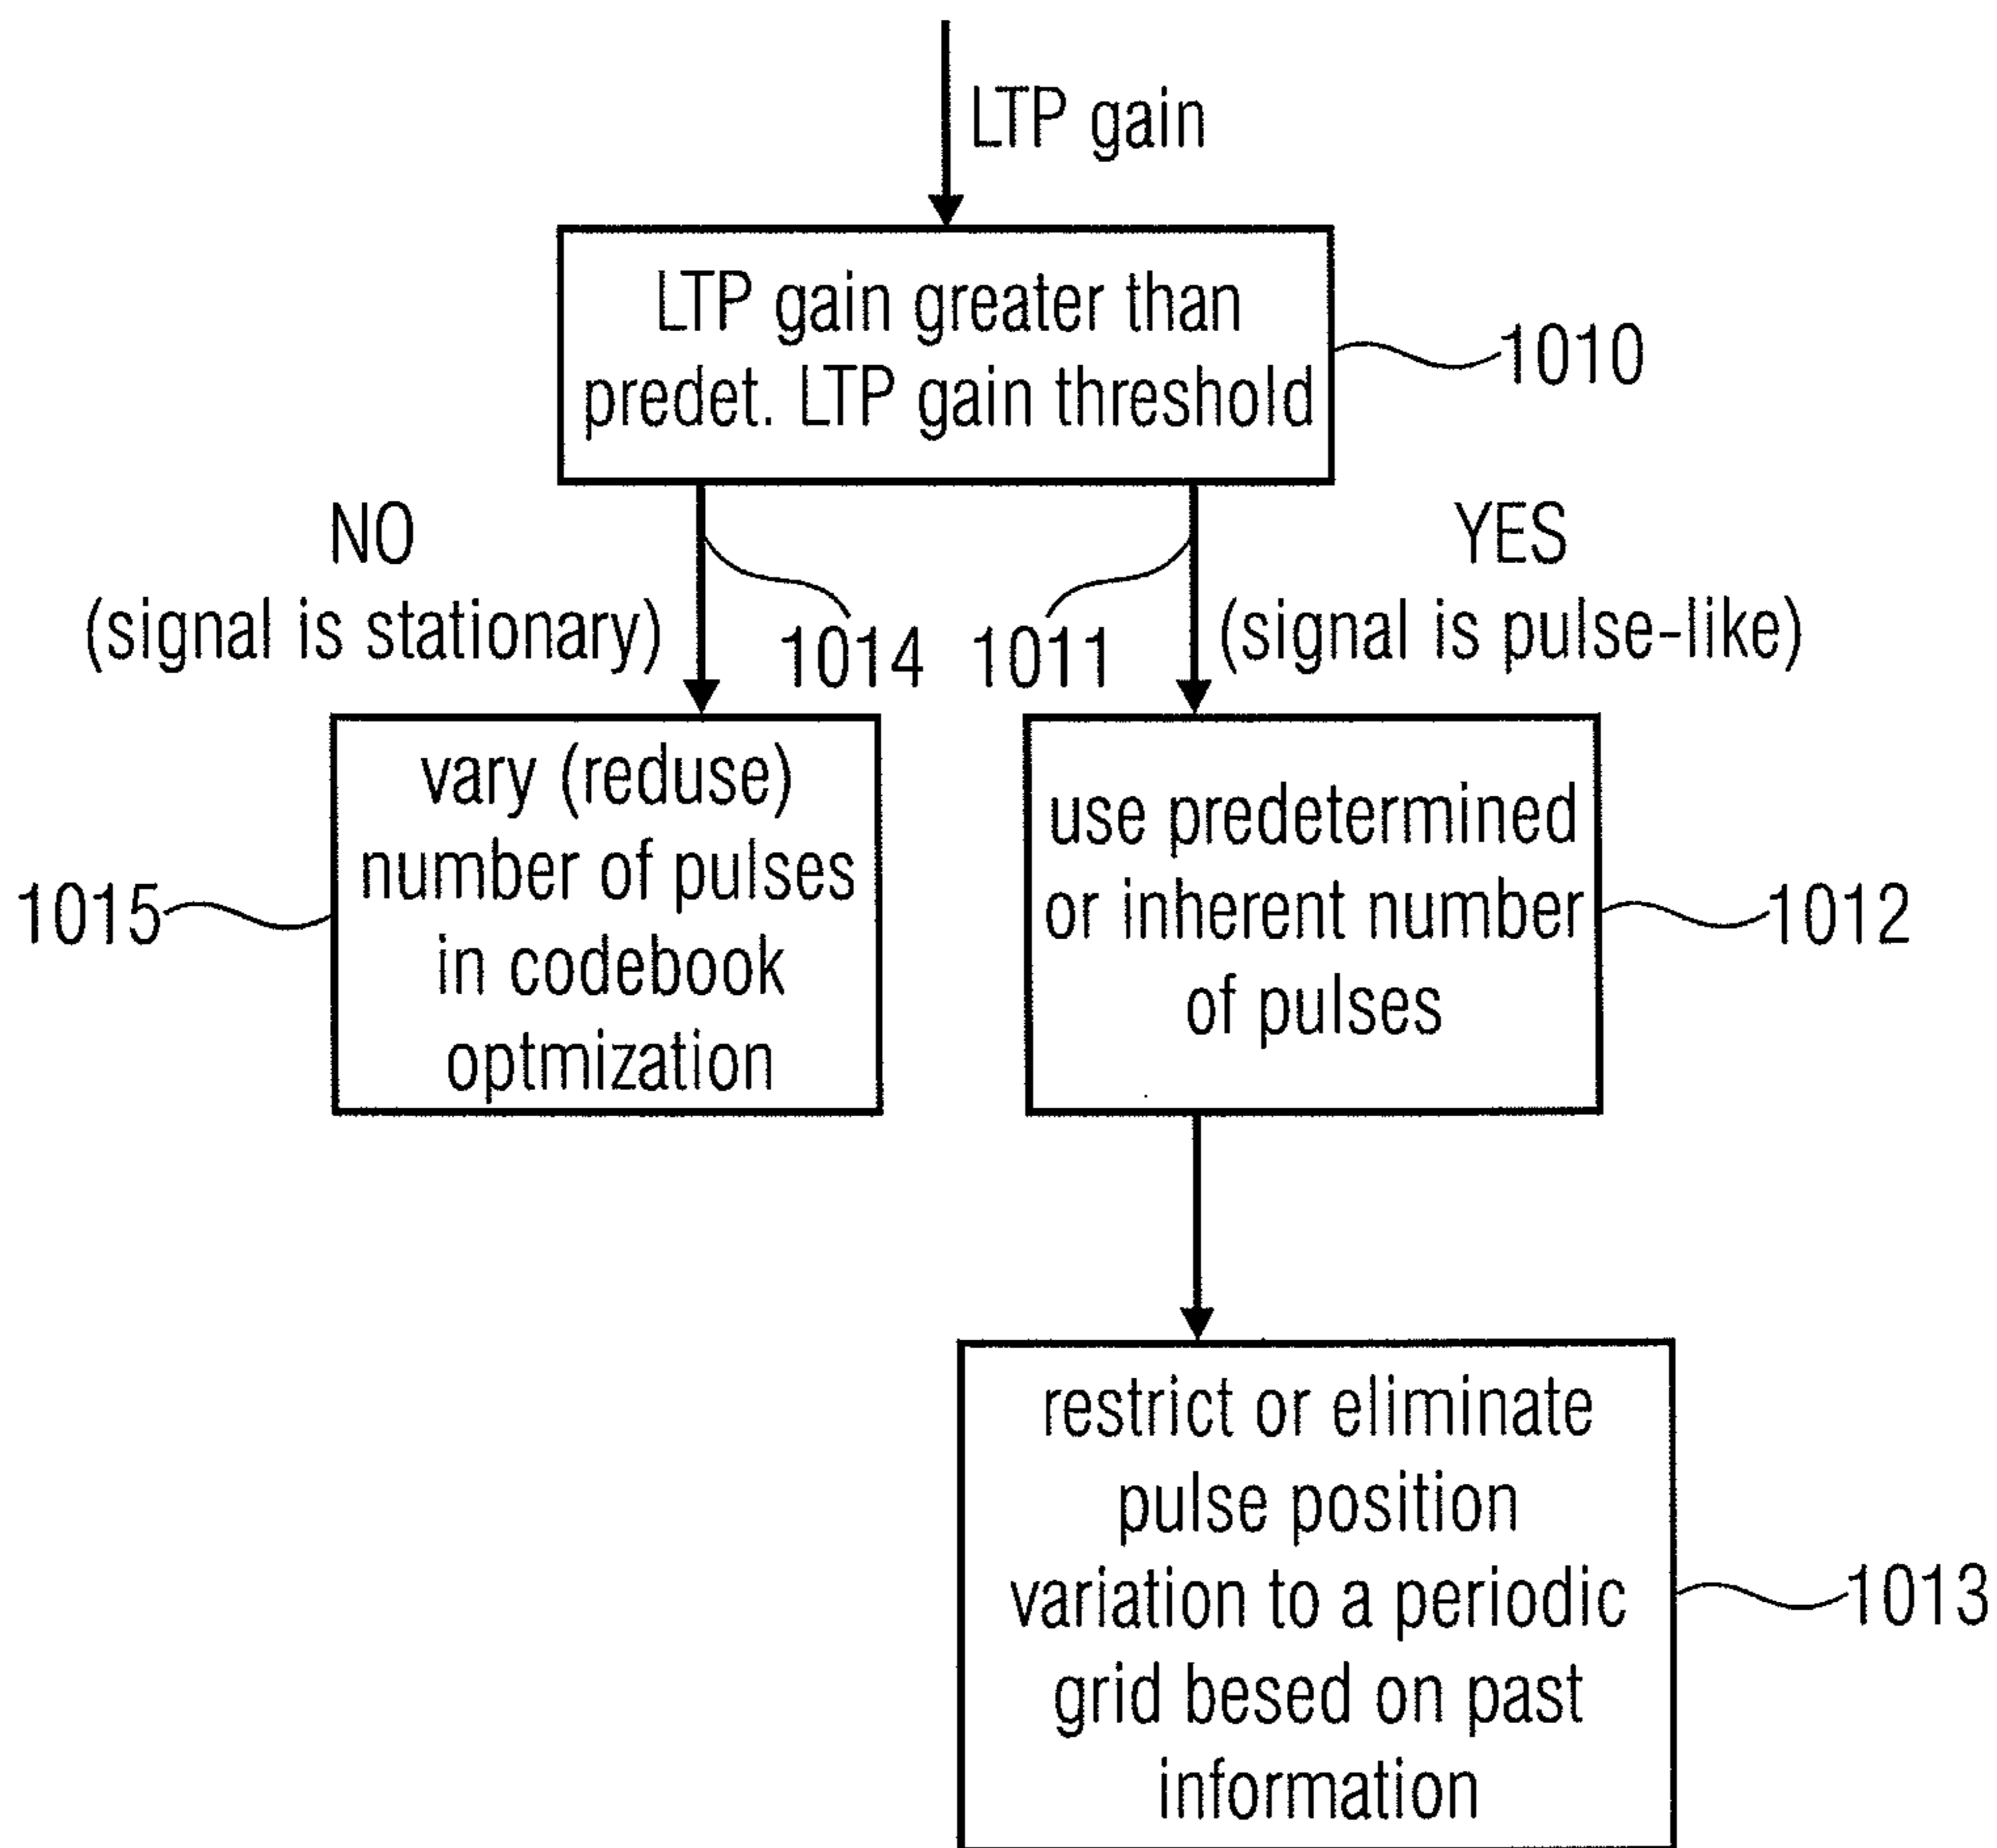 LTP gain
LTP gain greater than
predet. LTP gain threshold
1010
NO
(signal is stationary)
1014
1011
YES
(signal is pulse-like)
vary (reduse)
number of pulses
in codebook
optmization
1015
use predetermined
or inherent number
of pulses
1012
restrict or eliminate
pulse position
variation to a periodic
grid besed on past
information
1013